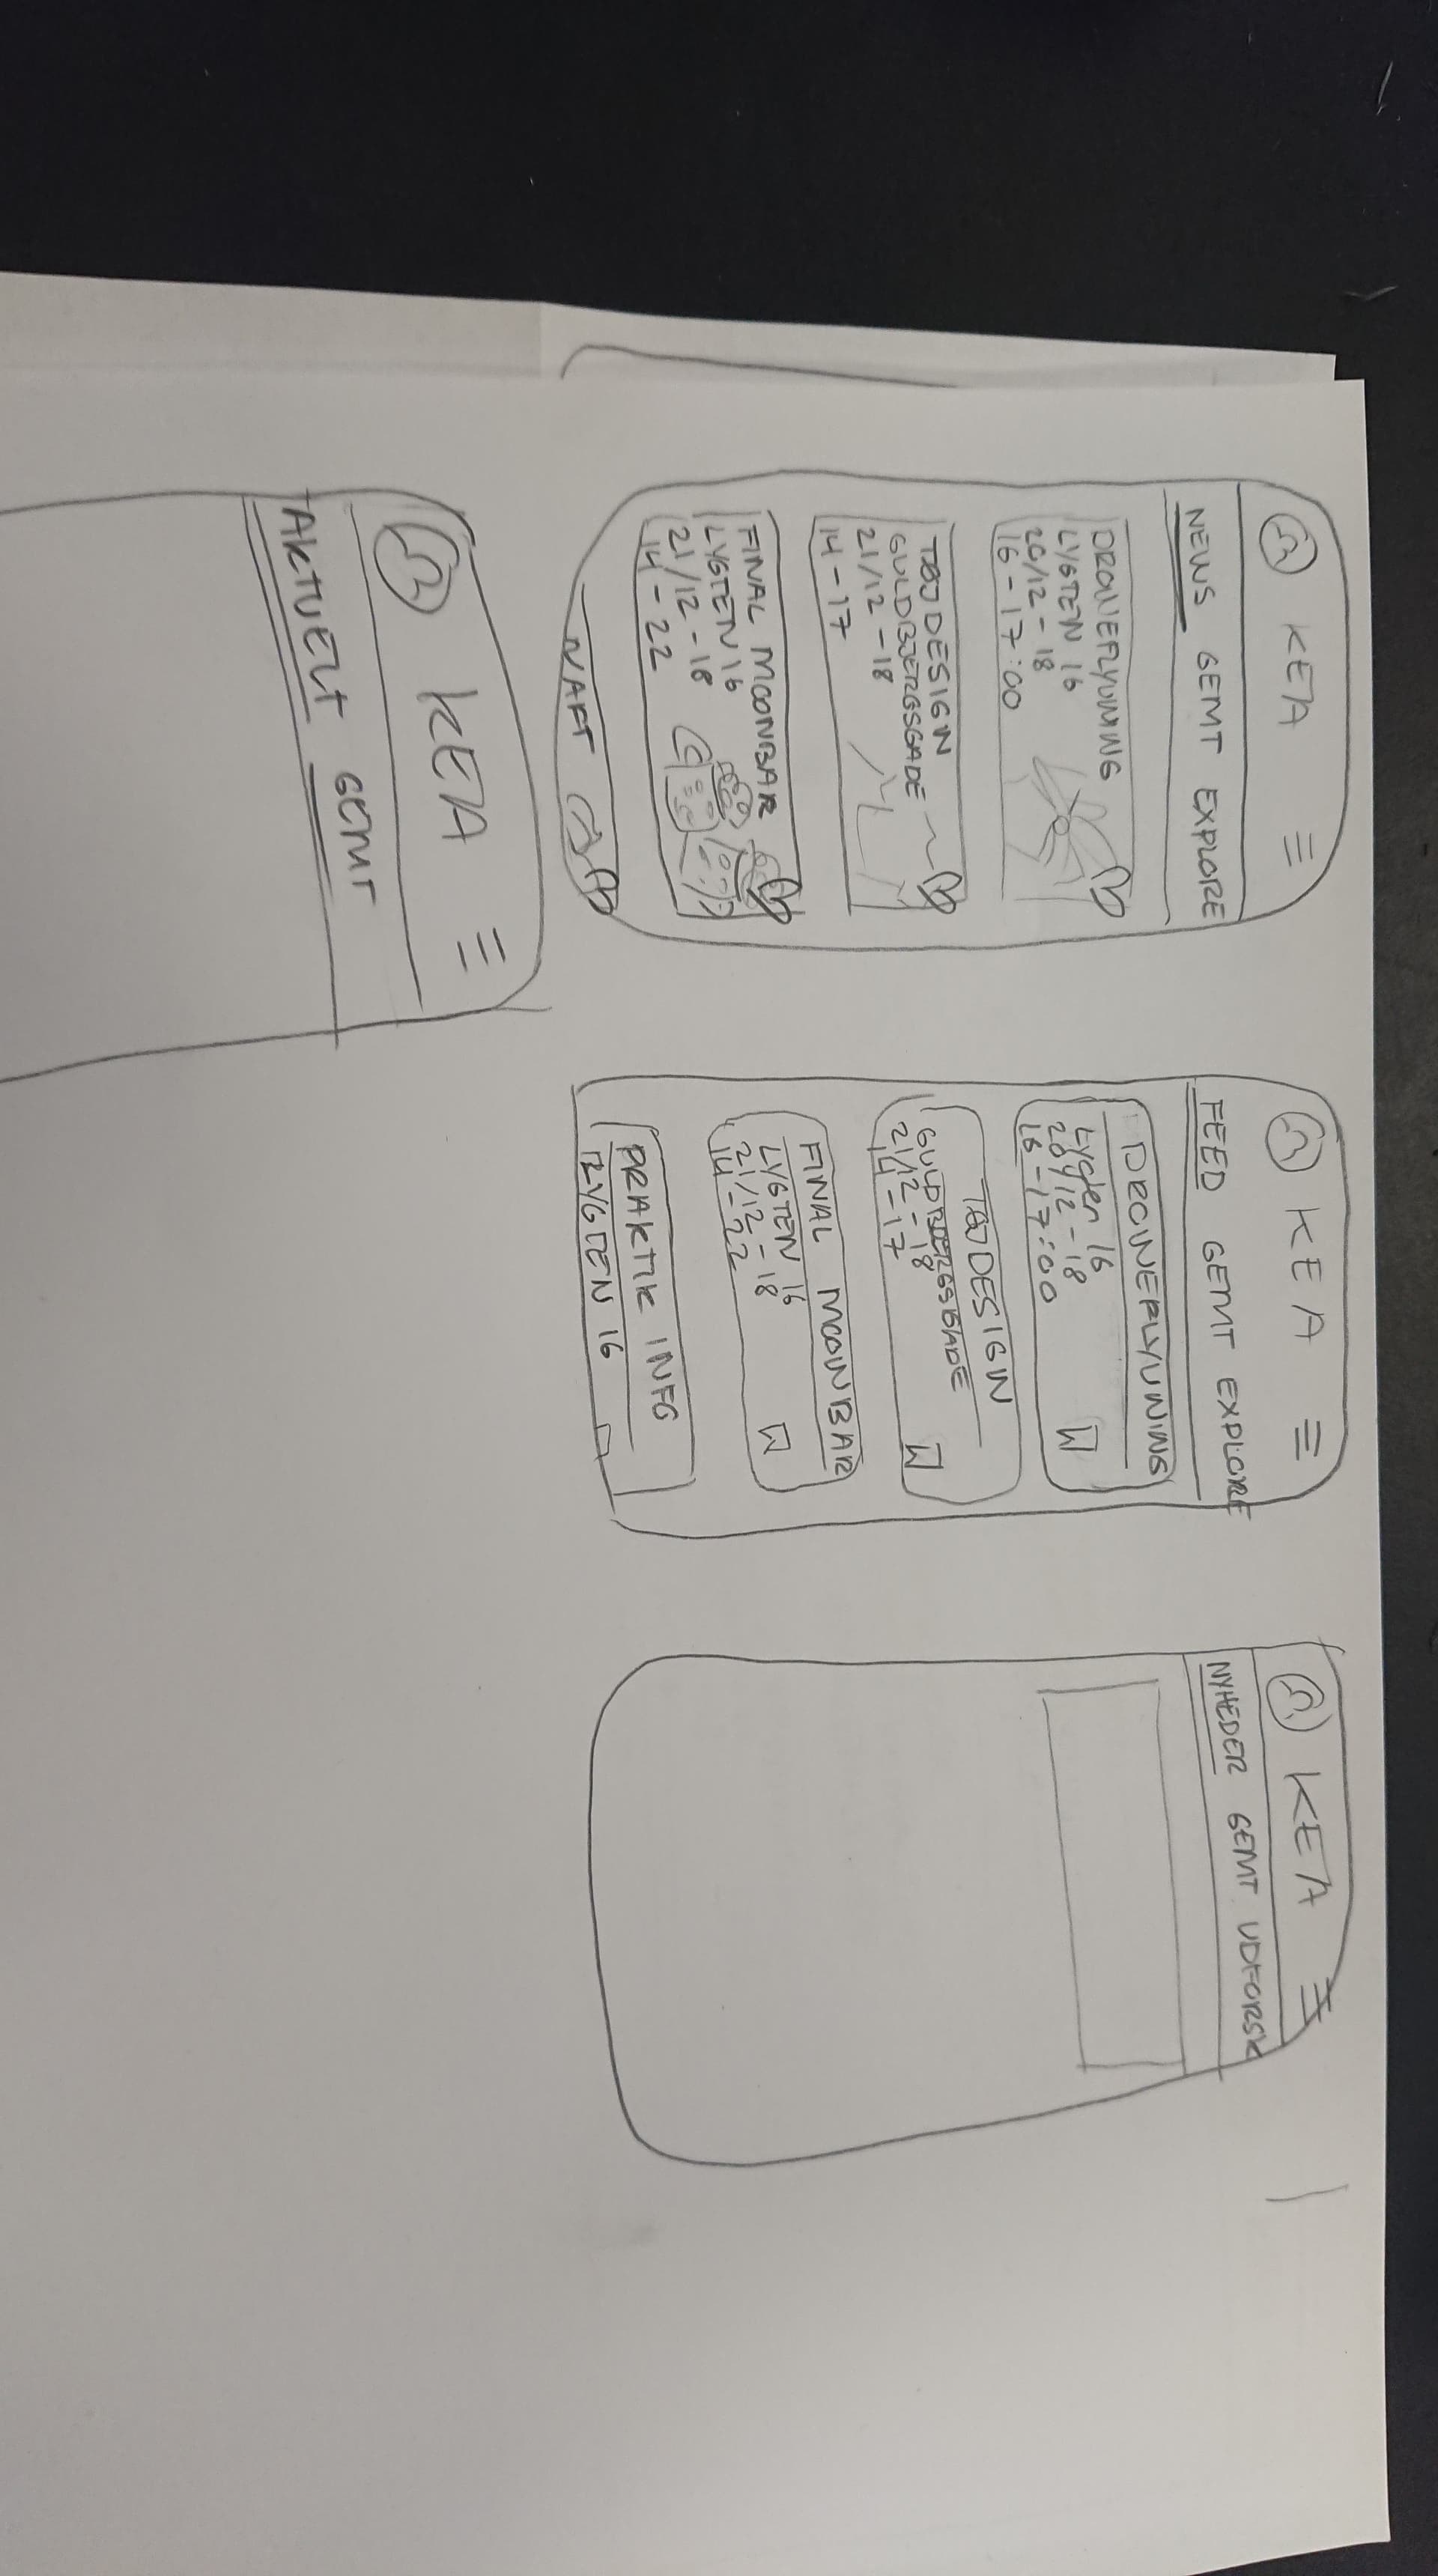 KEA
NEWS GEMT EXPLORE
DRONEFLYVNING
LYGTEN 16
20/12-18
16-17:00
TØJDESIGN
GULDBJERGSGADE
21/12-18
14-17
FINAL MOONBAR
LYGTEN 16
21/12-18
14-22
KEA
FEED GEMT EXPLORE
DRONEFLYVNING
Lygten 16
20/12-18
16-17:00
TØJDESIGN
GULDBJERGSGADE
21/12-18
14-17
FINAL MOONBAR
LYGTEN 16
21/12-18
14-22
PRAKTIK INFO
LYGTEN 16
KEA
NYHEDER GEMT UDFORSK
KEA
AKTUELT GEMT